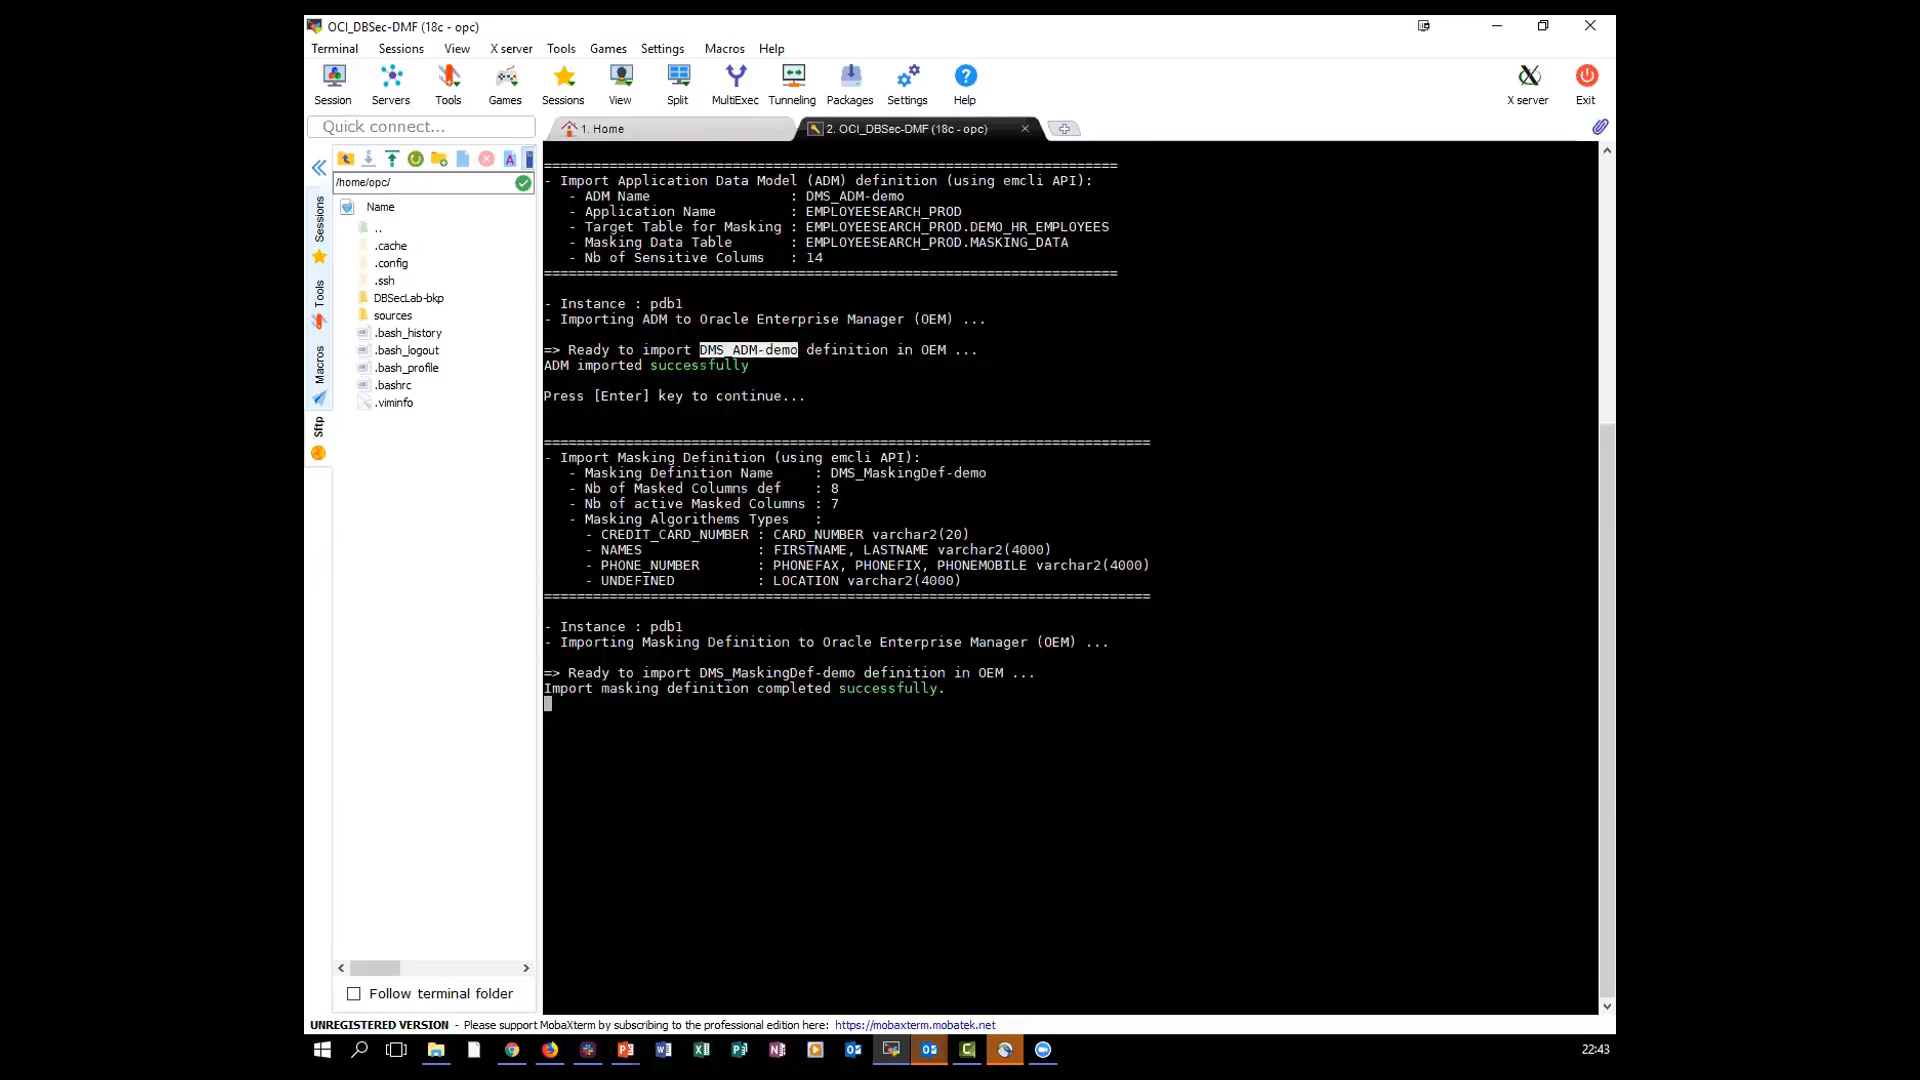 OCI_DBSec-DMF (18c - opc)
Terminal Sessions View X server Tools Games Settings Macros Help
Session Servers Tools Games Sessions View Split MultiExec Tunneling Packages Settings Help X server Exit
Quick connect...
1. Home
2. OCI_DBSec-DMF (18c - opc)
/home/opc/
Name
..
.cache
.config
.ssh
DBSecLab-bkp
sources
.bash_history
.bash_logout
.bash_profile
.bashrc
.viminfo
Sessions
Tools
Macros
Sftp
Follow terminal folder
======================================================================
- Import Application Data Model (ADM) definition (using emcli API):
- ADM Name : DMS_ADM-demo
- Application Name : EMPLOYEESEARCH_PROD
- Target Table for Masking : EMPLOYEESEARCH_PROD.DEMO_HR_EMPLOYEES
- Masking Data Table : EMPLOYEESEARCH_PROD.MASKING_DATA
- Nb of Sensitive Colums : 14
======================================================================
- Instance : pdb1
- Importing ADM to Oracle Enterprise Manager (OEM) ...
=> Ready to import DMS_ADM-demo definition in OEM ...
ADM imported successfully
Press [Enter] key to continue...
==========================================================================
- Import Masking Definition (using emcli API):
- Masking Definition Name : DMS_MaskingDef-demo
- Nb of Masked Columns def : 8
- Nb of active Masked Columns : 7
- Masking Algorithems Types :
- CREDIT_CARD_NUMBER : CARD_NUMBER varchar2(20)
- NAMES : FIRSTNAME, LASTNAME varchar2(4000)
- PHONE_NUMBER : PHONEFAX, PHONEFIX, PHONEMOBILE varchar2(4000)
- UNDEFINED : LOCATION varchar2(4000)
==========================================================================
- Instance : pdb1
- Importing Masking Definition to Oracle Enterprise Manager (OEM) ...
=> Ready to import DMS_MaskingDef-demo definition in OEM ...
Import masking definition completed successfully.
UNREGISTERED VERSION - Please support MobaXterm by subscribing to the professional edition here: https://mobaxterm.mobatek.net
22:43